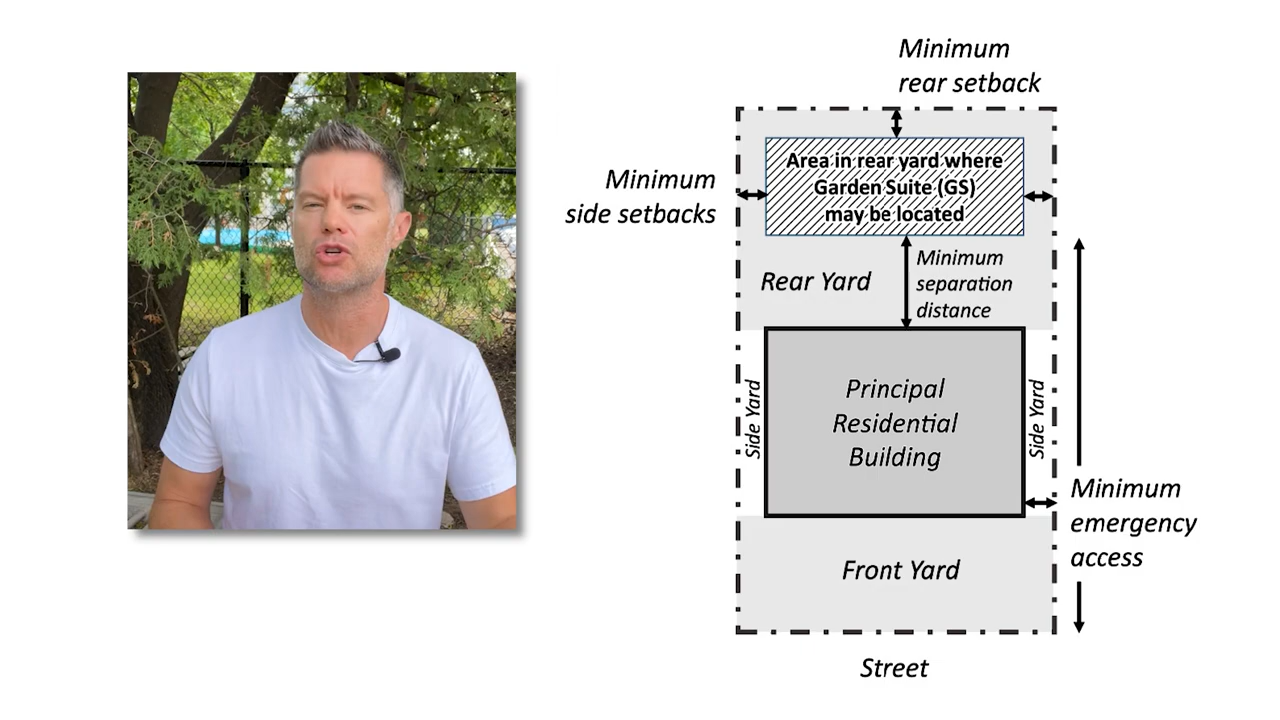 Minimum
rear setback
Area in rear yard where
Garden Suite (GS)
may be located
Minimum
side setbacks
Minimum
separation
distance
Rear Yard
Side Yard
Principal
Residential
Building
Side Yard
Minimum
emergency
access
Front Yard
Street